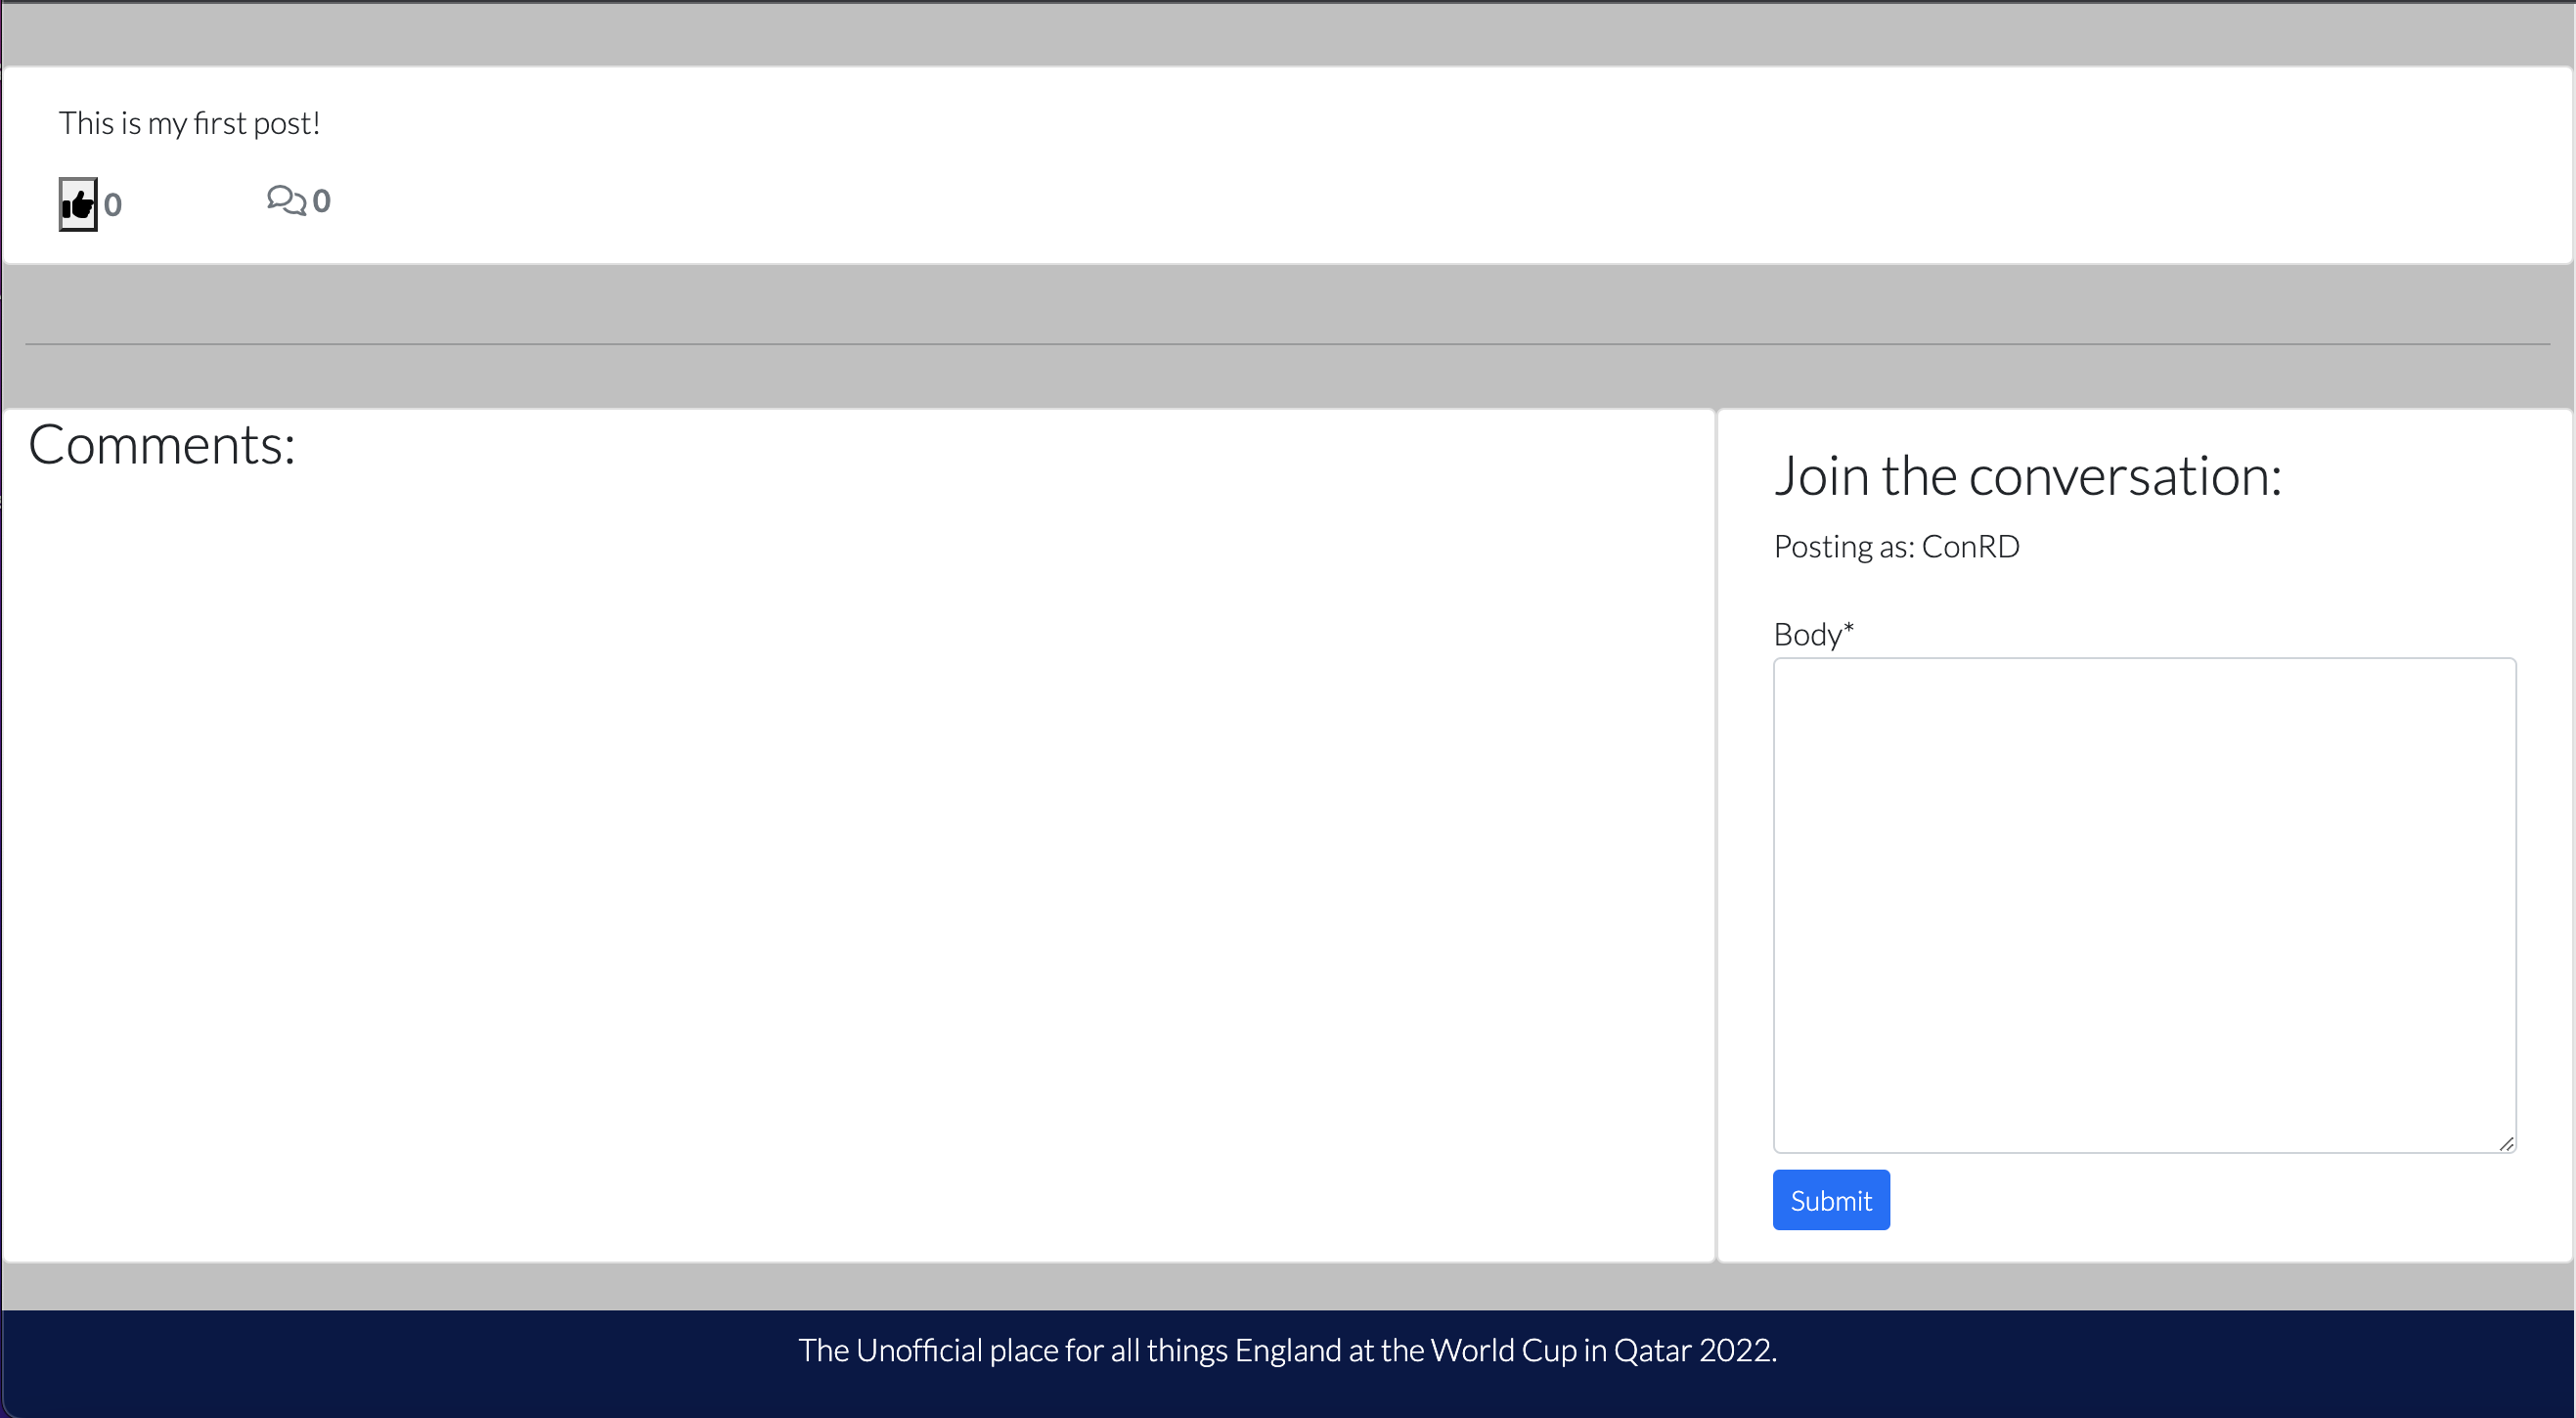 This is my first post!
0 0
Comments:
Join the conversation:
Posting as: ConRD
Body*
Submit
The Unofficial place for all things England at the World Cup in Qatar 2022.